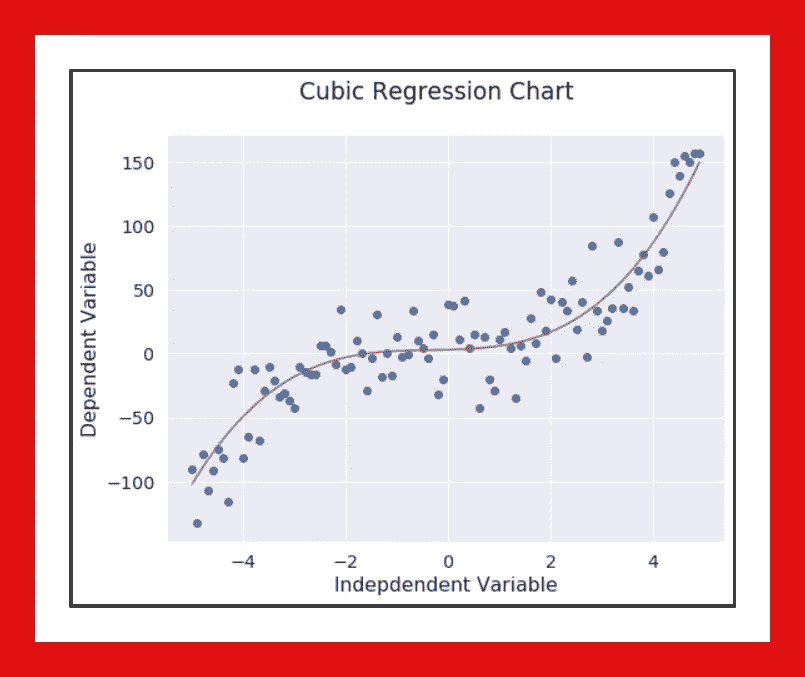 Cubic Regression Chart
150
100
50
0
−50
−100
Dependent Variable
−4 −2 0 2 4
Indepdendent Variable